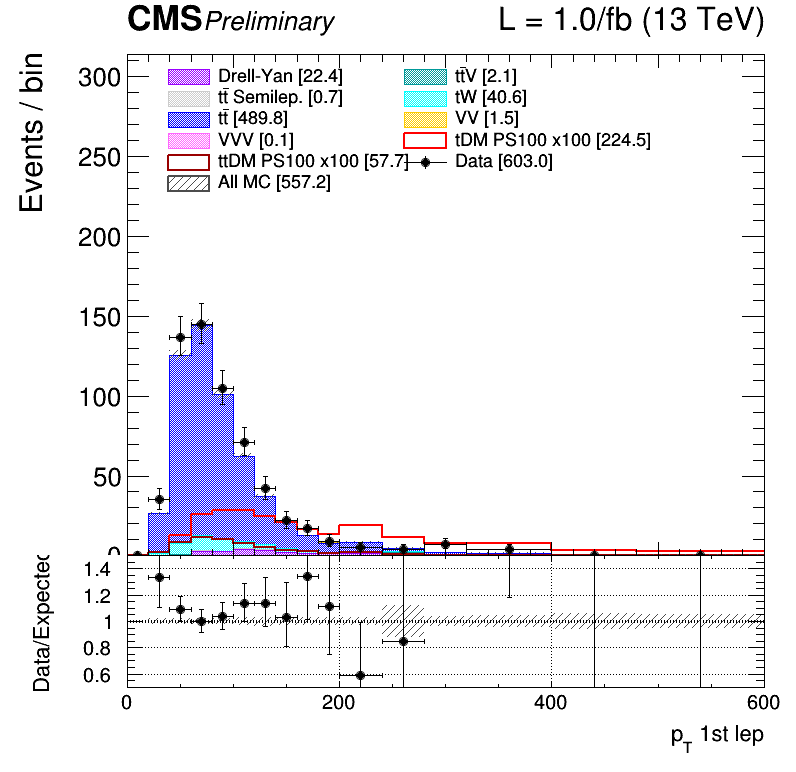 CMS Preliminary L = 1.0/fb (13 TeV)
Events / bin
300
250
200
150
100
50
0
Drell-Yan [22.4]
tt̄ Semilep. [0.7]
tt̄ [489.8]
VVV [0.1]
ttDM PS100 x100 [57.7]
All MC [557.2]
tt̄V [2.1]
tW [40.6]
VV [1.5]
tDM PS100 x100 [224.5]
Data [603.0]
Data/Expected
1.4
1.2
1
0.8
0.6
0 200 400 600
p_T 1st lep